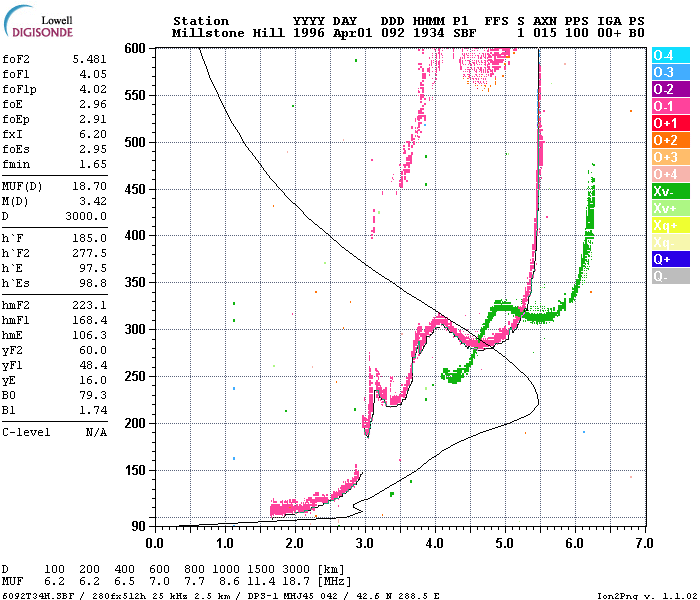 Lowell
DIGISONDE
Station YYYY DAY DDD HHMM P1 FFS S AXN PPS IGA PS
Millstone Hill 1996 Apr01 092 1934 SBF 1 015 100 00+ B0
foF2 5.481
foF1 4.05
foF1p 4.02
foE 2.96
foEp 2.91
fxI 6.20
foEs 2.95
fmin 1.65
MUF(D) 18.70
M(D) 3.42
D 3000.0
h`F 185.0
h`F2 277.5
h`E 97.5
h`Es 98.8
hmF2 223.1
hmF1 168.4
hmE 106.3
yF2 60.0
yF1 48.4
yE 16.0
B0 79.3
B1 1.74
C-level N/A
600
550
500
450
400
350
300
250
200
150
90
0.0 1.0 2.0 3.0 4.0 5.0 6.0 7.0
O-4
O-3
O-2
O-1
O+1
O+2
O+3
O+4
Xv-
Xv+
Xq+
Xq-
Q+
Q-
D 100 200 400 600 800 1000 1500 3000 [km]
MUF 6.2 6.2 6.5 7.0 7.7 8.6 11.4 18.7 [MHz]
6092T34H.SBF / 280fx512h 25 kHz 2.5 km / DPS-1 MHJ45 042 / 42.6 N 288.5 E
Ion2Png v. 1.1.02